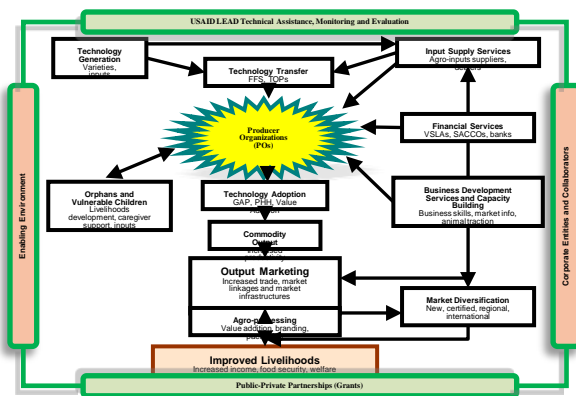 USAID LEAD Technical Assistance, Monitoring and Evaluation
Technology
Generation
Varieties,
inputs
Input Supply Services
Agro-inputs suppliers,
Technology Transfer
FFS, TOPs
Producer
Organizations
(POs)
Financial Services
VSLAs, SACCOs, banks
Enabling Environment
Corporate Entities and Collaborators
Orphans and
Vulnerable Children
Livelihoods
development, caregiver
support, inputs
Technology Adoption
GAP, PHH, Value
Addition
Business Development
Services and Capacity
Building
Business skills, market info,
animal traction
Commodity
Output
Increased
Output Marketing
Increased trade, market
linkages and market
infrastructures
Market Diversification
New, certified, regional,
international
Agro-processing
Value addition, branding,
Improved Livelihoods
Increased income, food security, welfare
Public-Private Partnerships (Grants)